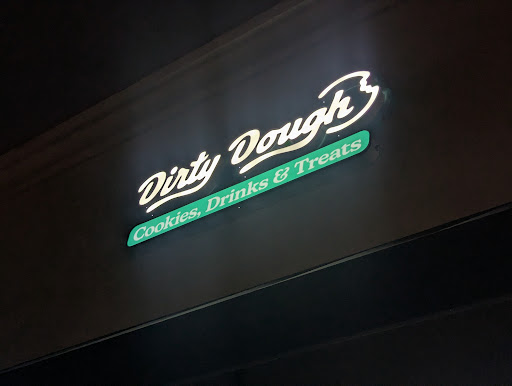 Dirty Dough
Cookies, Drinks & Treats